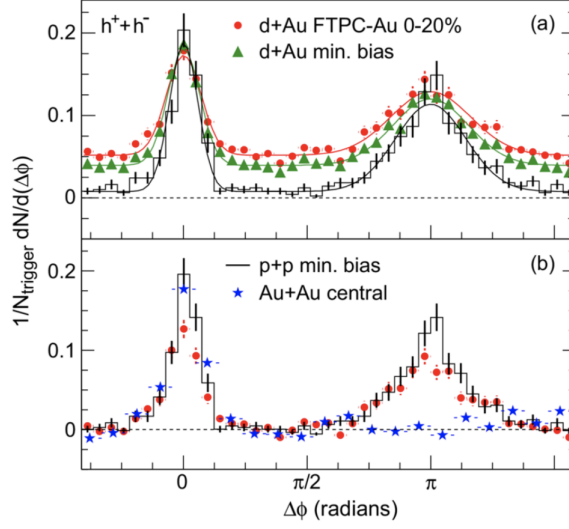 h⁺+h⁻
d+Au FTPC-Au 0-20%
(a)
d+Au min. bias
0.2
0.1
0
1/N_trigger dN/d(Δϕ)
(b)
p+p min. bias
Au+Au central
0.2
0.1
0
0
π/2
π
Δϕ (radians)